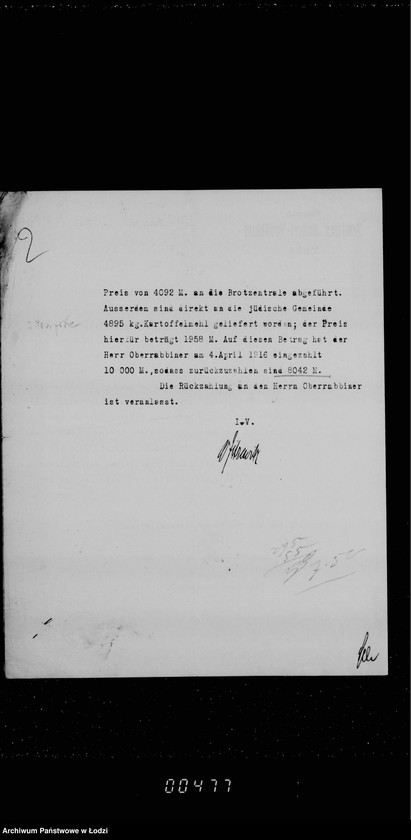 2
Preis von 4092 M. an die Brotzentrale abgeführt.
Ausserdem sind direkt an die jüdische Gemeinde
4895 kg.Kartoffelmehl geliefert worden; der Preis
hierfür beträgt 1958 M. Auf diesen Betrag hat der
Herr Oberrabbiner am 4.April 1916 eingezahlt
10 000 M.,sodass zurückzuzahlen sind 8042 M.
Die Rückzahlung an den Herrn Oberrabbiner
ist veranlasst.
I.V.
00477
Archiwum Państwowe w Łodzi